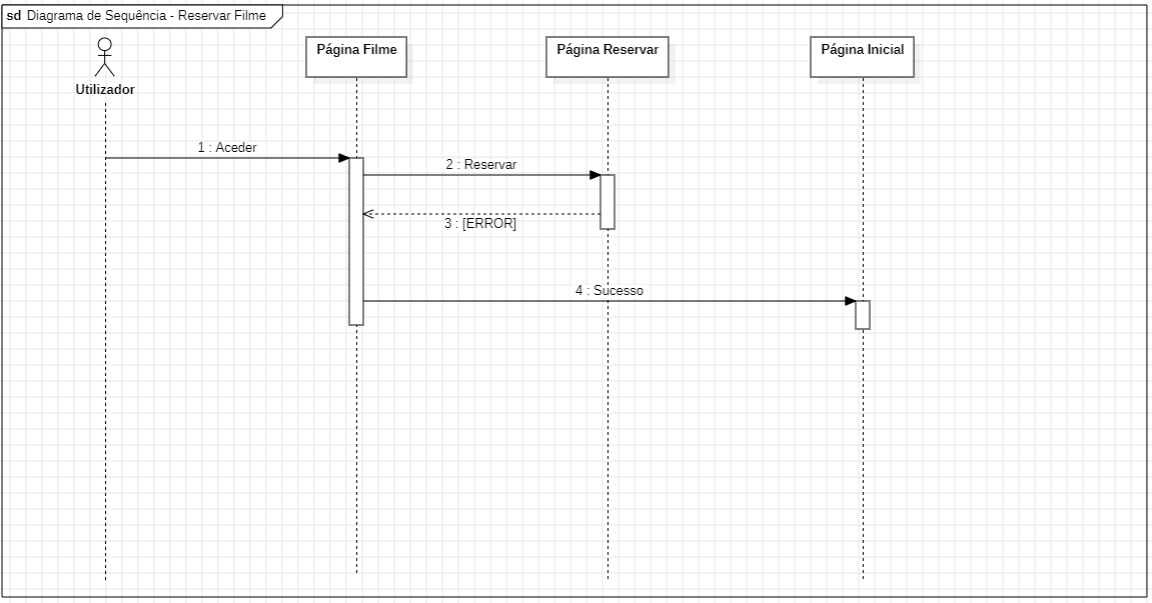 sd Diagrama de Sequência - Reservar Filme
Utilizador
Página Filme
Página Reservar
Página Inicial
1 : Aceder
2 : Reservar
3 : [ERROR]
4 : Sucesso